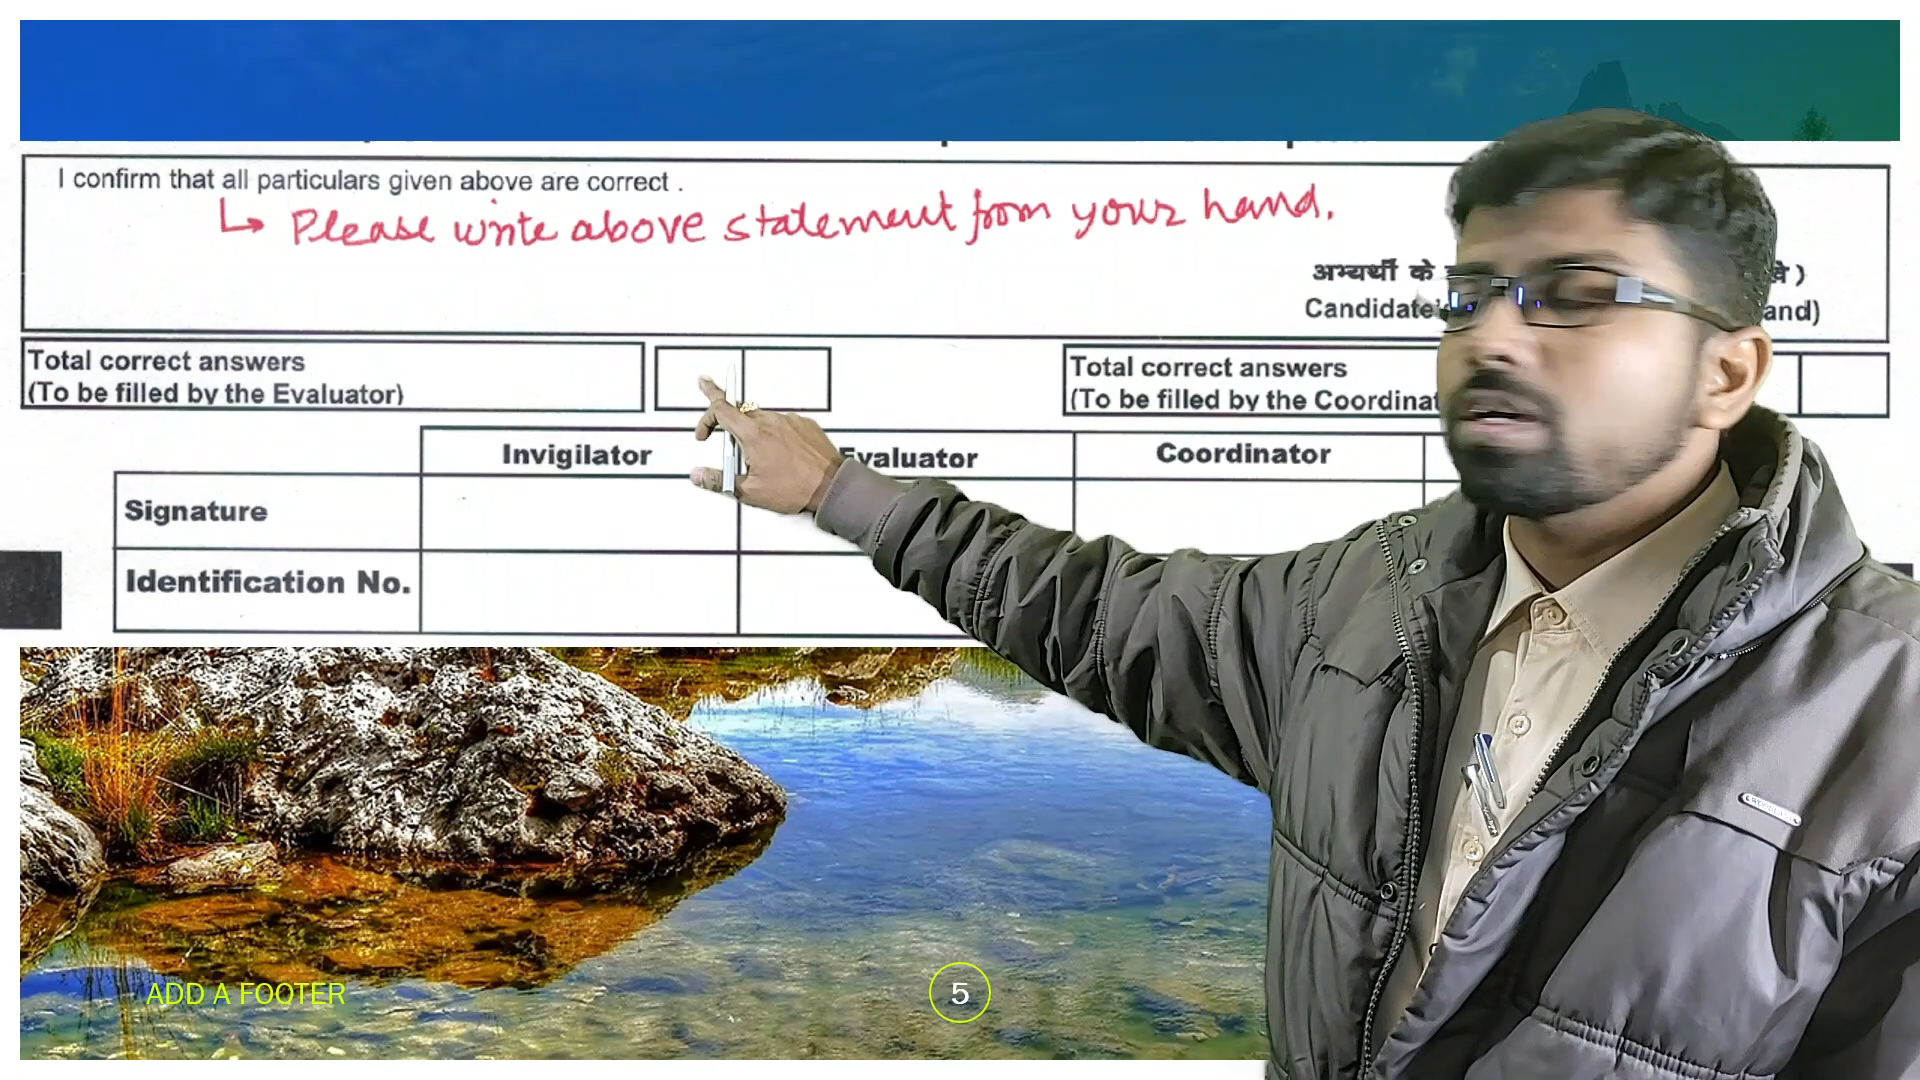 I confirm that all particulars given above are correct .
↳ Please write above statement from your hand.
अभ्यर्थी के
Candidate's and)
Total correct answers
(To be filled by the Evaluator)
Total correct answers
(To be filled by the
Invigilator Evaluator Coordinator
Signature
Identification No.
ADD A FOOTER
5